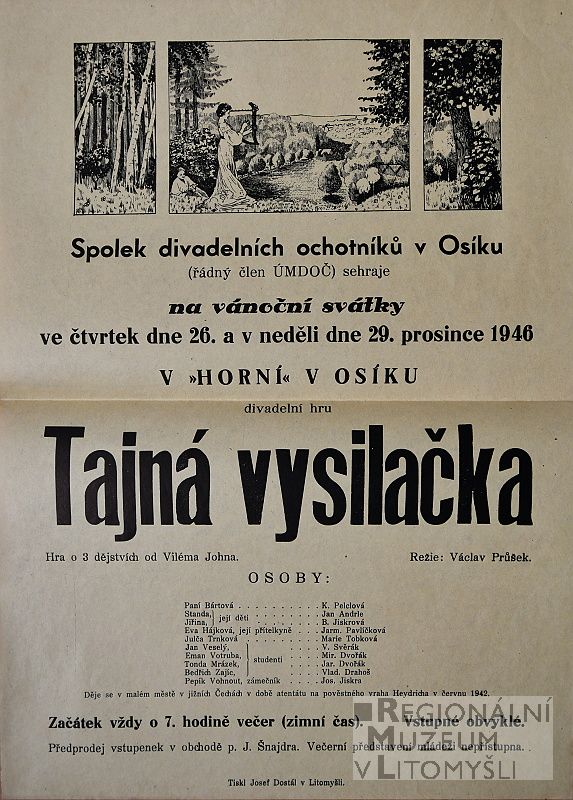 Spolek divadelních ochotníků v Osíku
(řádný člen ÚMDOČ) sehraje
na vánoční svátky
ve čtvrtek dne 26. a v neděli dne 29. prosince 1946
V »HORNÍ« V OSÍKU
divadelní hru
Tajná vysilačka
Hra o 3 dějstvích od Viléma Johna. Režie: Václav Průšek.
OSOBY:
Paní Bártová . . . . . . . . . . K. Pelclová
Standa, } její děti . . . . . . . Jan Andrle
Jiřina, B. Jiskrová
Eva Hájková, její přítelkyně . . . Jarm. Pavlíčková
Julča Trnková . . . . . . . . . Marie Tobková
Jan Veselý, V. Svěrák
Eman Votruba, } studenti . . . . Mir. Dvořák
Tonda Mrázek, Jar. Dvořák
Bedřich Zajíc, Vlad. Drahoš
Pepík Vohnout, zámečník . . . . Jos. Jiskra
Děje se v malém městě v jižních Čechách v době atentátu na pověstného vraha Heydricha v červnu 1942.
Začátek vždy o 7. hodině večer (zimní čas). Vstupné obvyklé.
Předprodej vstupenek v obchodě p. J. Šnajdra. Večerní představení mládeži nepřístupna.
Tiskl Josef Dostál v Litomyšli.
REGIONÁLNÍ
MUZEUM
V LITOMYŠLI